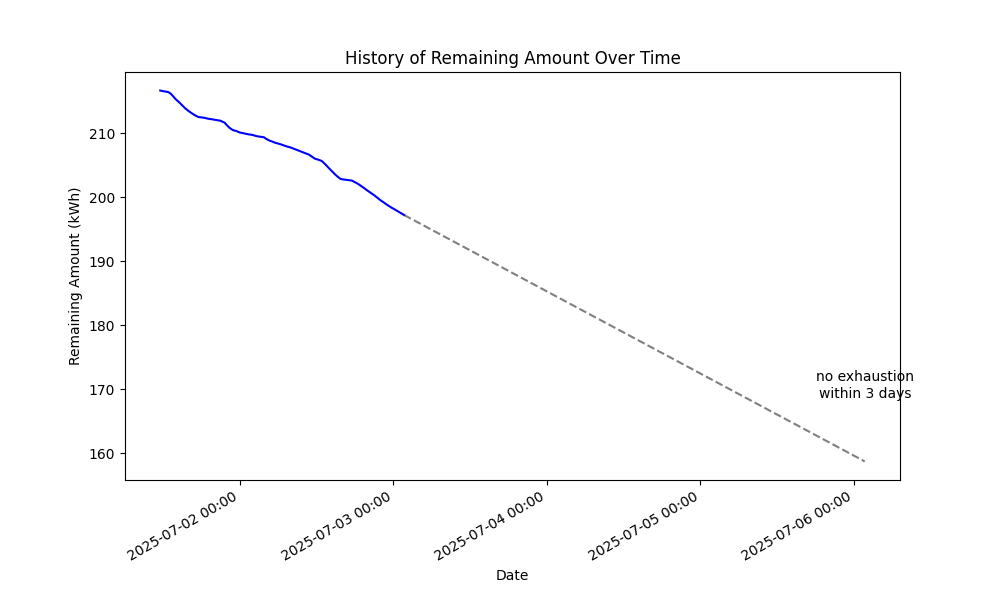 History of Remaining Amount Over Time
Remaining Amount (kWh)
210
200
190
180
170
160
no exhaustion
within 3 days
2025-07-02 00:00
2025-07-03 00:00
2025-07-04 00:00
2025-07-05 00:00
2025-07-06 00:00
Date